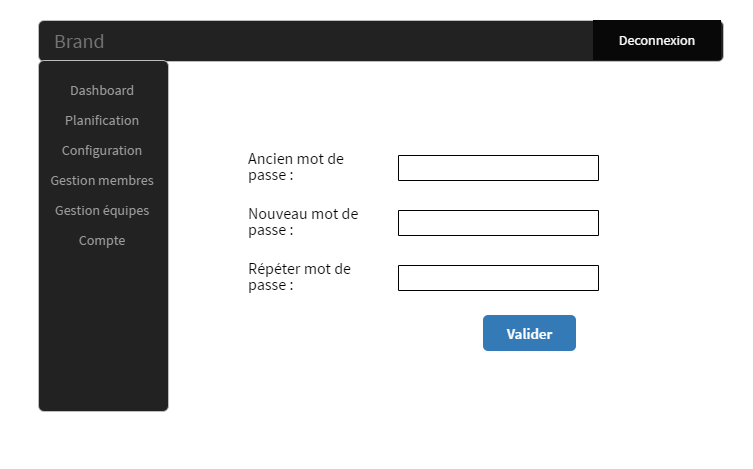 Brand
Deconnexion
Dashboard
Planification
Configuration
Gestion membres
Gestion équipes
Compte
Ancien mot de
passe :
Nouveau mot de
passe :
Répéter mot de
passe :
Valider